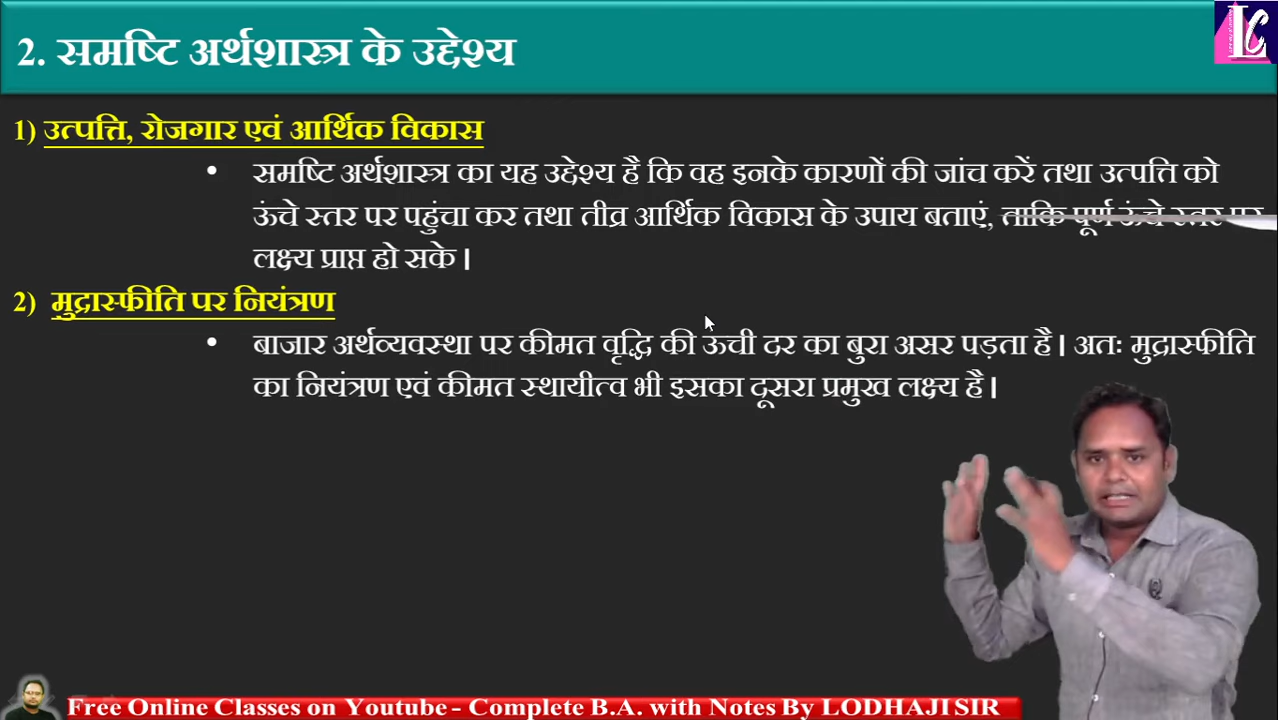 LC
2. समष्टि अर्थशास्त्र के उद्देश्य
1) उत्पत्ति, रोजगार एवं आर्थिक विकास
• समष्टि अर्थशास्त्र का यह उद्देश्य है कि वह इनके कारणों की जांच करें तथा उत्पत्ति को
ऊंचे स्तर पर पहुंचा कर तथा तीव्र आर्थिक विकास के उपाय बताएं, ताकि पूर्ण ऊंचे स्तर पर
लक्ष्य प्राप्त हो सके।
2) मुद्रास्फीति पर नियंत्रण
• बाजार अर्थव्यवस्था पर कीमत वृद्धि की ऊंची दर का बुरा असर पड़ता है। अतः मुद्रास्फीति
का नियंत्रण एवं कीमत स्थायीत्व भी इसका दूसरा प्रमुख लक्ष्य है।
Free Online Classes on Youtube - Complete B.A. with Notes By LODHAJI SIR